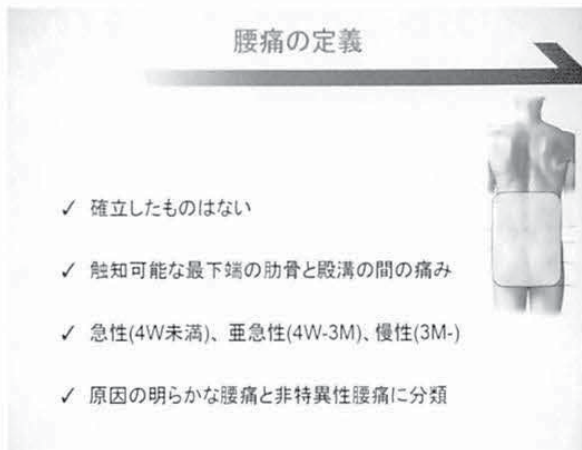 腰痛の定義
✓ 確立したものはない
✓ 触知可能な最下端の肋骨と殿溝の間の痛み
✓ 急性(4W未満)、亜急性(4W-3M)、慢性(3M-)
✓ 原因の明らかな腰痛と非特異性腰痛に分類